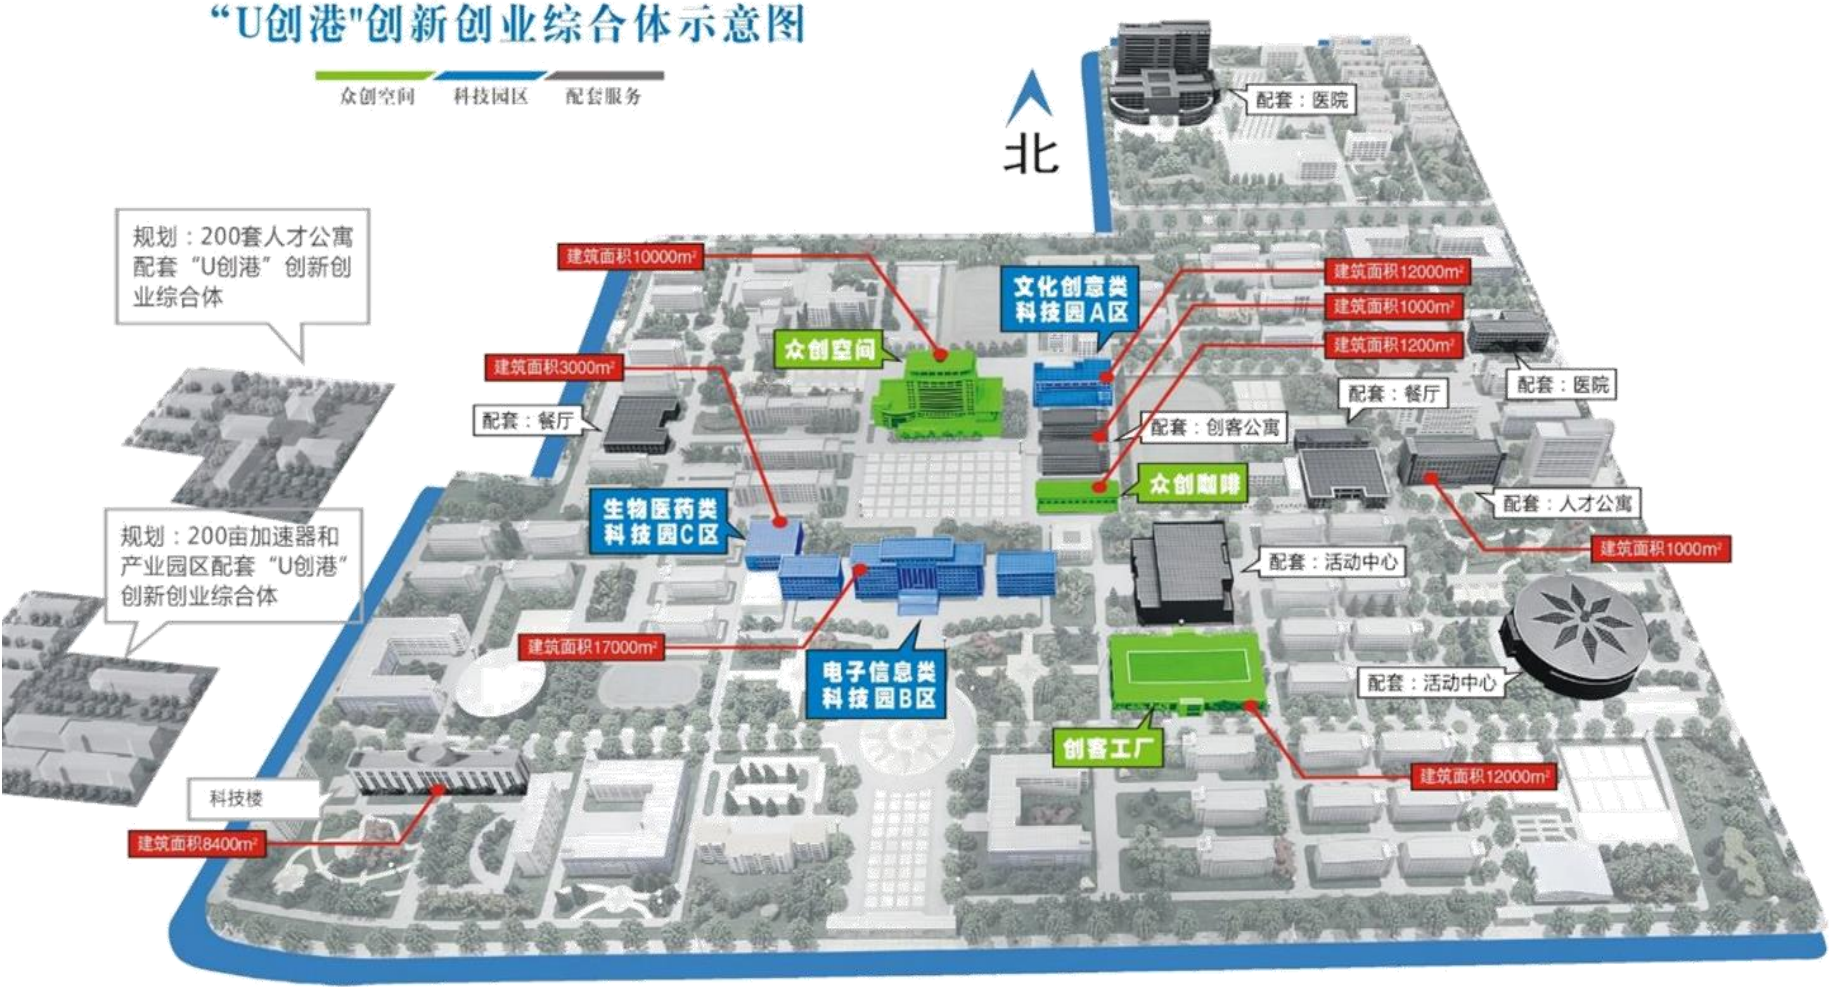 “U创港"创新创业综合体示意图
众创空间 科技园区 配套服务
北
配套：医院
规划：200套人才公寓
配套“U创港”创新创
业综合体
建筑面积10000m²
文化创意类
科技园A区
建筑面积12000m²
建筑面积1000m²
建筑面积1200m²
众创空间
建筑面积3000m²
配套：餐厅
配套：医院
配套：餐厅
配套：创客公寓
众创咖啡
配套：人才公寓
生物医药类
科技园C区
规划：200亩加速器和
产业园区配套“U创港”
创新创业综合体
建筑面积1000m²
配套：活动中心
建筑面积17000m²
电子信息类
科技园B区
配套：活动中心
创客工厂
建筑面积12000m²
科技楼
建筑面积8400m²